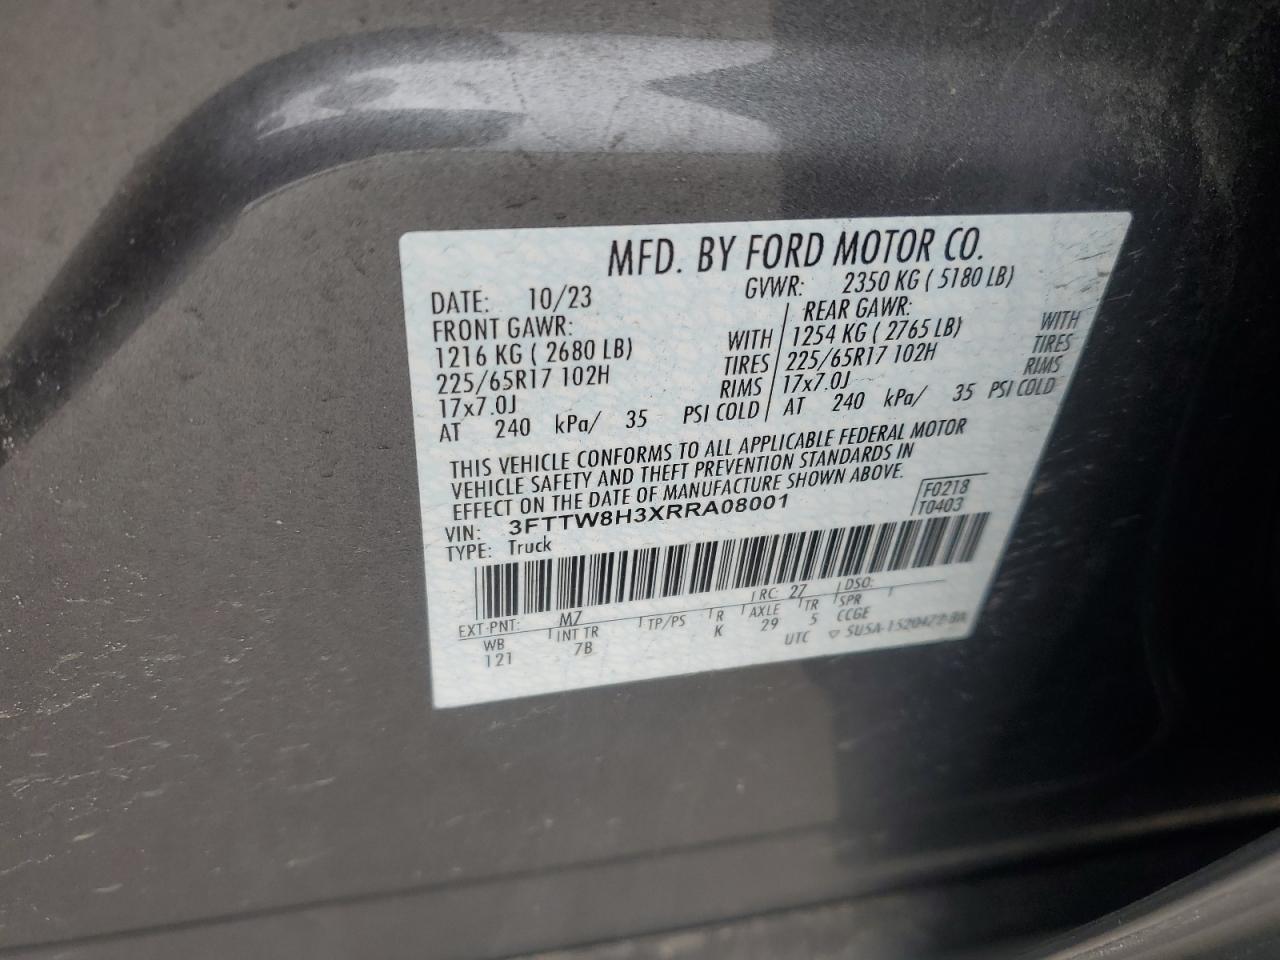 MFD. BY FORD MOTOR CO.
DATE: 10/23 GVWR: 2350 KG ( 5180 LB)
FRONT GAWR: REAR GAWR:
1216 KG ( 2680 LB) WITH 1254 KG ( 2765 LB) WITH
225/65R17 102H TIRES 225/65R17 102H TIRES
17x7.0J RIMS 17x7.0J RIMS
AT 240 kPa/ 35 PSI COLD AT 240 kPa/ 35 PSI COLD
THIS VEHICLE CONFORMS TO ALL APPLICABLE FEDERAL MOTOR
VEHICLE SAFETY AND THEFT PREVENTION STANDARDS IN
EFFECT ON THE DATE OF MANUFACTURE SHOWN ABOVE.
VIN: 3FTTW8H3XRRA08001 F0218
TYPE: Truck T0403
EXT PNT: M7 RC: 27 DSO:
WB INT TR TP/PS R AXLE TR SPR
121 7B K 29 5 CCGE
UTC ▽ SU5A-1520472-BA